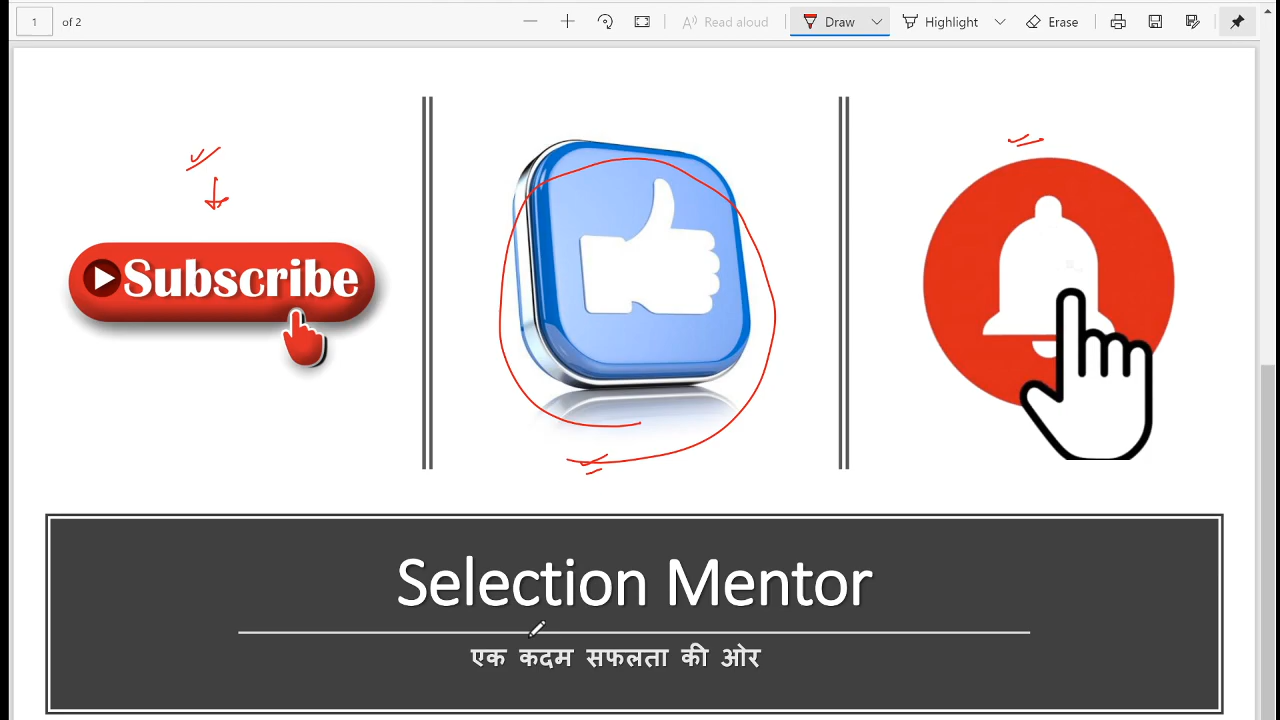 1 of 2 Read aloud Draw Highlight Erase
Subscribe
Selection Mentor
एक कदम सफलता की ओर